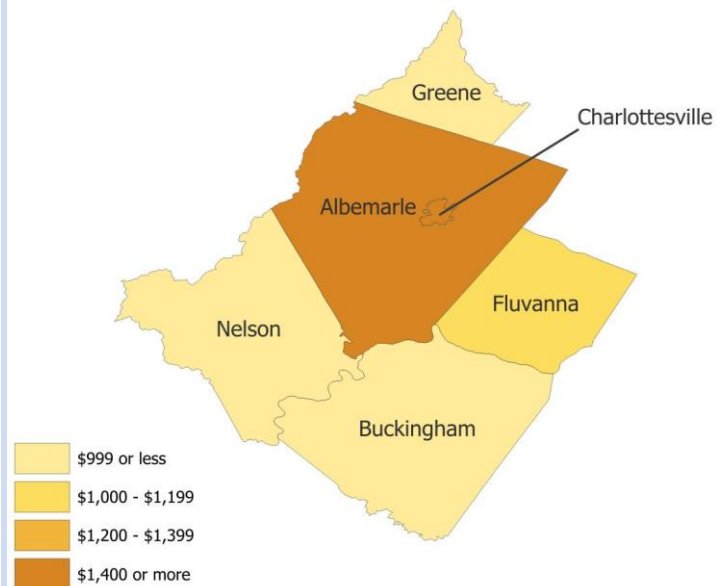 Greene
Charlottesville
Albemarle
Fluvanna
Nelson
Buckingham
$999 or less
$1,000 - $1,199
$1,200 - $1,399
$1,400 or more